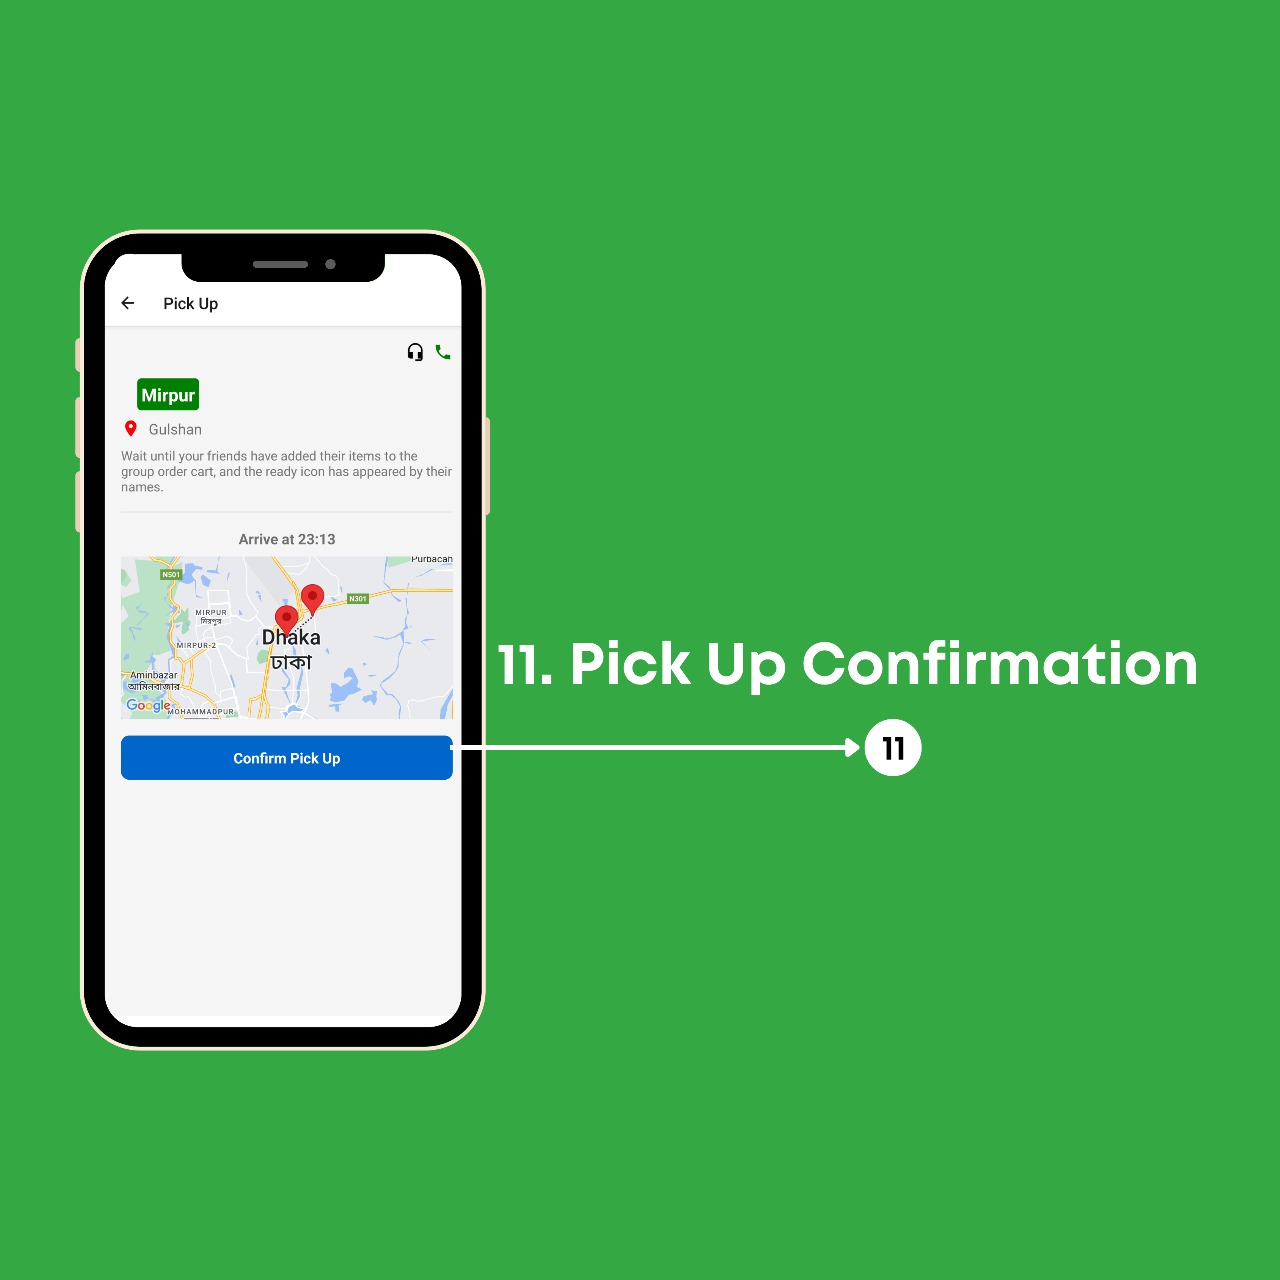 Pick Up
Mirpur
Gulshan
Wait until your friends have added their items to the
group order cart, and the ready icon has appeared by their
names.
Arrive at 23:13
Purbacan
N501
N301
MIRPUR
মিরপুর
MIRPUR-2
Dhaka
ঢাকা
Aminbazar
আমিনবাজার
Google
MOHAMMADPUR
Confirm Pick Up
11. Pick Up Confirmation
11